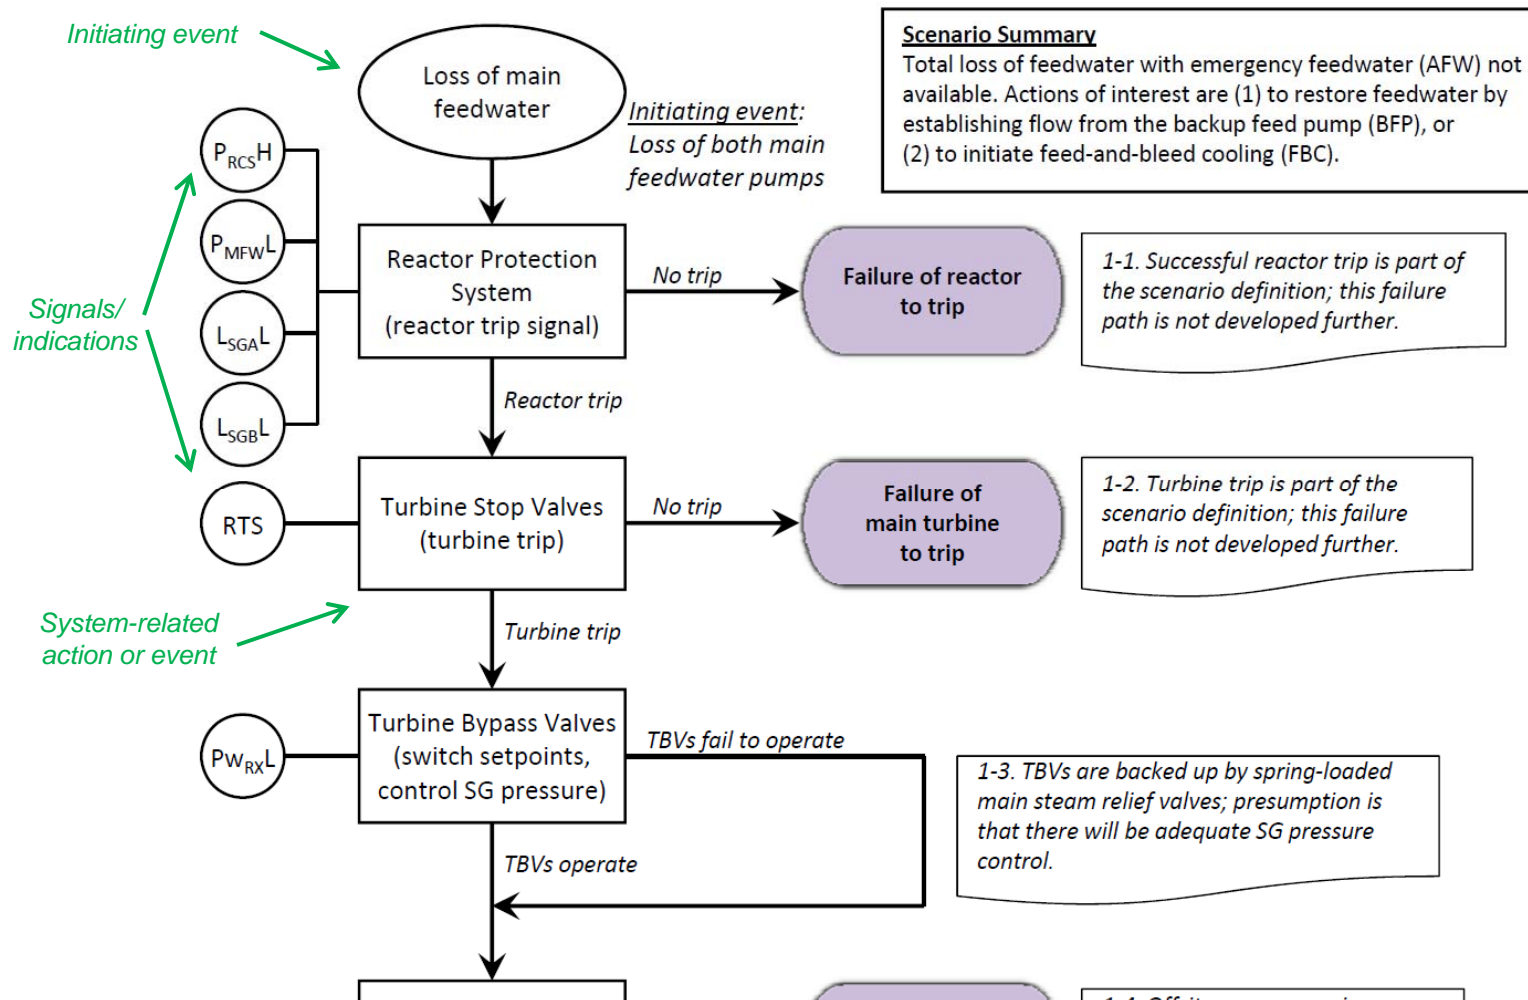 Initiating event
Loss of main
feedwater
Initiating event:
Loss of both main
feedwater pumps
Scenario Summary
Total loss of feedwater with emergency feedwater (AFW) not
available. Actions of interest are (1) to restore feedwater by
establishing flow from the backup feed pump (BFP), or
(2) to initiate feed-and-bleed cooling (FBC).
P_RCS H
P_MFW L
L_SGA L
L_SGB L
Signals/
indications
Reactor Protection
System
(reactor trip signal)
No trip
Failure of reactor
to trip
1-1. Successful reactor trip is part of
the scenario definition; this failure
path is not developed further.
Reactor trip
RTS
Turbine Stop Valves
(turbine trip)
No trip
Failure of
main turbine
to trip
1-2. Turbine trip is part of the
scenario definition; this failure
path is not developed further.
System-related
action or event
Turbine trip
Pw_RX L
Turbine Bypass Valves
(switch setpoints,
control SG pressure)
TBVs fail to operate
1-3. TBVs are backed up by spring-loaded
main steam relief valves; presumption is
that there will be adequate SG pressure
control.
TBVs operate